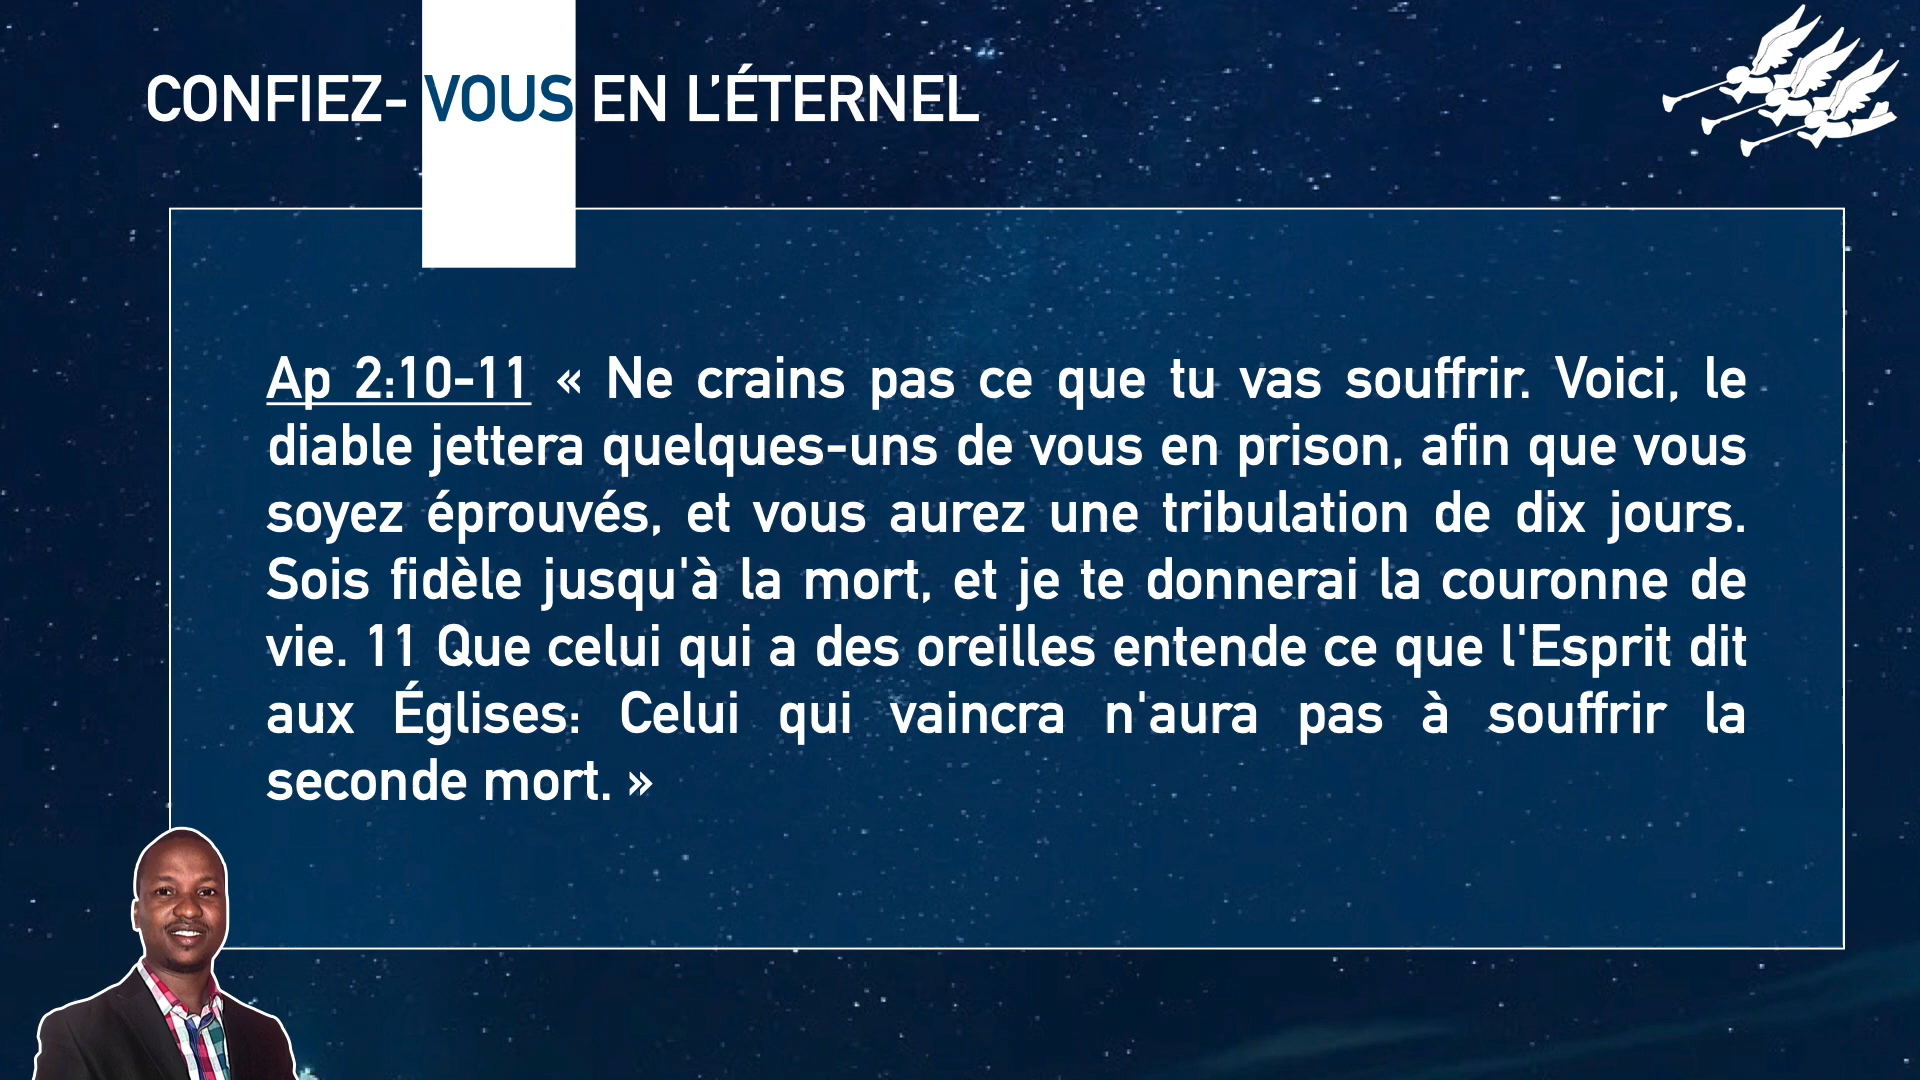 CONFIEZ- VOUS EN L’ÉTERNEL
Ap 2:10-11 « Ne crains pas ce que tu vas souffrir. Voici, le
diable jettera quelques-uns de vous en prison, afin que vous
soyez éprouvés, et vous aurez une tribulation de dix jours.
Sois fidèle jusqu'à la mort, et je te donnerai la couronne de
vie. 11 Que celui qui a des oreilles entende ce que l'Esprit dit
aux Églises: Celui qui vaincra n'aura pas à souffrir la
seconde mort. »